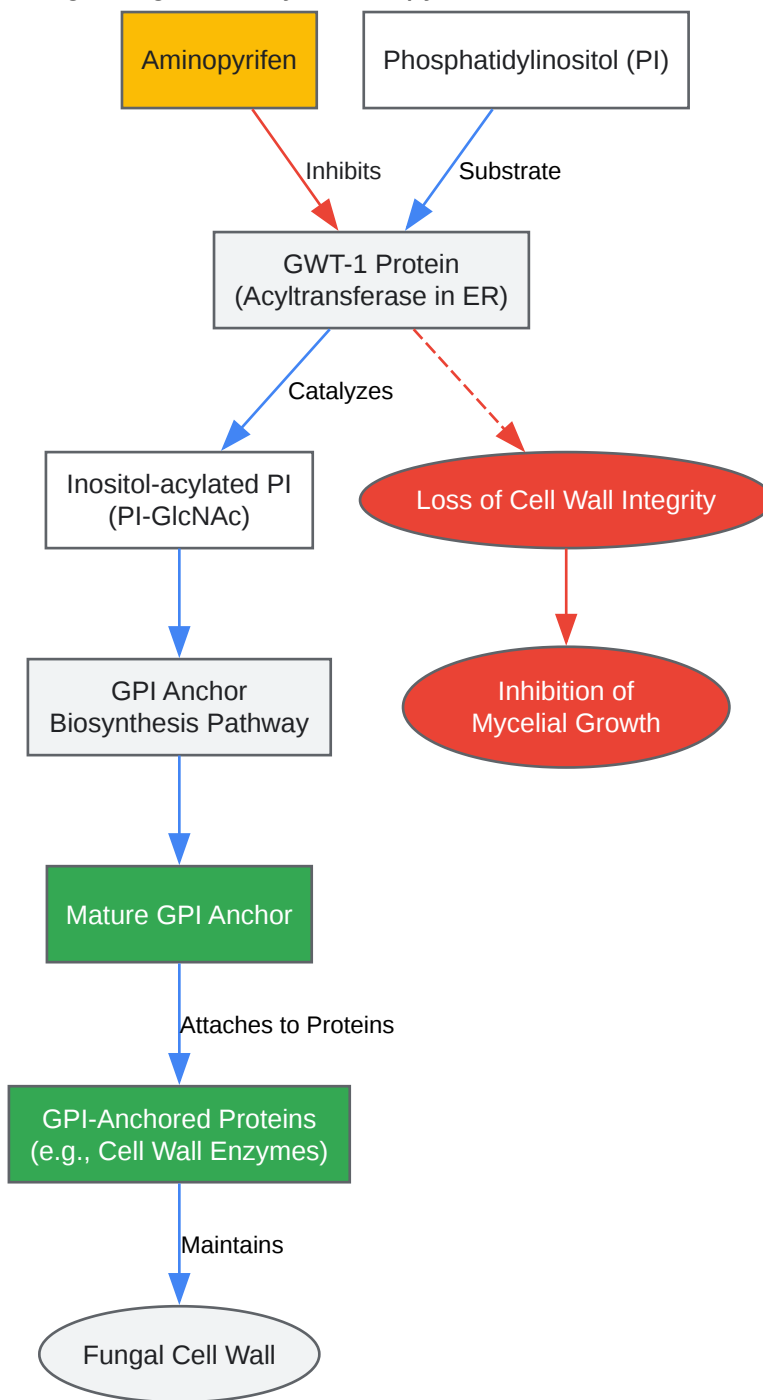 Aminopyrifen
Phosphatidylinositol (PI)
Inhibits
Substrate
GWT-1 Protein
(Acyltransferase in ER)
Catalyzes
Inositol-acylated PI
(PI-GlcNAc)
Loss of Cell Wall Integrity
GPI Anchor
Biosynthesis Pathway
Inhibition of
Mycelial Growth
Mature GPI Anchor
Attaches to Proteins
GPI-Anchored Proteins
(e.g., Cell Wall Enzymes)
Maintains
Fungal Cell Wall